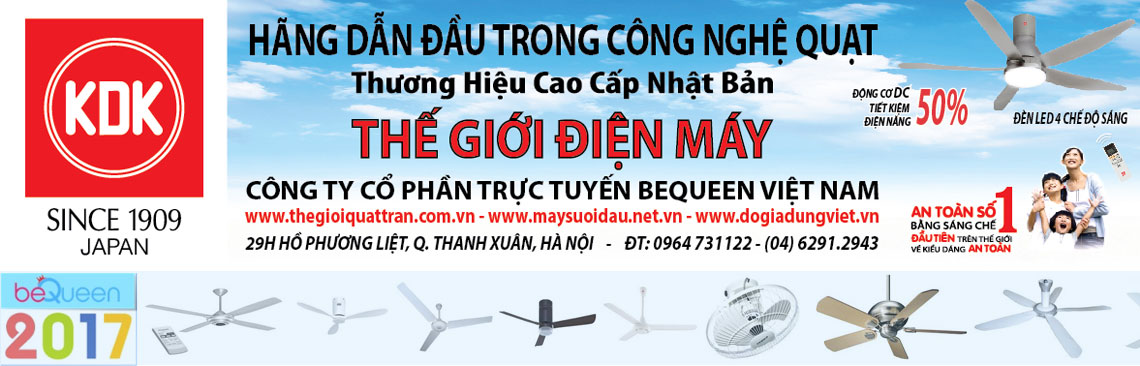 KDK
SINCE 1909
JAPAN
HÃNG DẪN ĐẦU TRONG CÔNG NGHỆ QUẠT
Thương Hiệu Cao Cấp Nhật Bản
THẾ GIỚI ĐIỆN MÁY
CÔNG TY CỔ PHẦN TRỰC TUYẾN BEQUEEN VIỆT NAM
www.thegioiquattran.com.vn - www.maysuoidau.net.vn - www.dogiadungviet.vn
29H HỒ PHƯƠNG LIỆT, Q. THANH XUÂN, HÀ NỘI - ĐT: 0964 731122 - (04) 6291.2943
ĐỘNG CƠ DC
TIẾT KIỆM
ĐIỆN NĂNG
50%
ĐÈN LED 4 CHẾ ĐỘ SÁNG
AN TOÀN SỐ 1
BẰNG SÁNG CHẾ
ĐẦU TIÊN TRÊN THẾ GIỚI
VỀ KIỂU DÁNG AN TOÀN
beQueen
2017